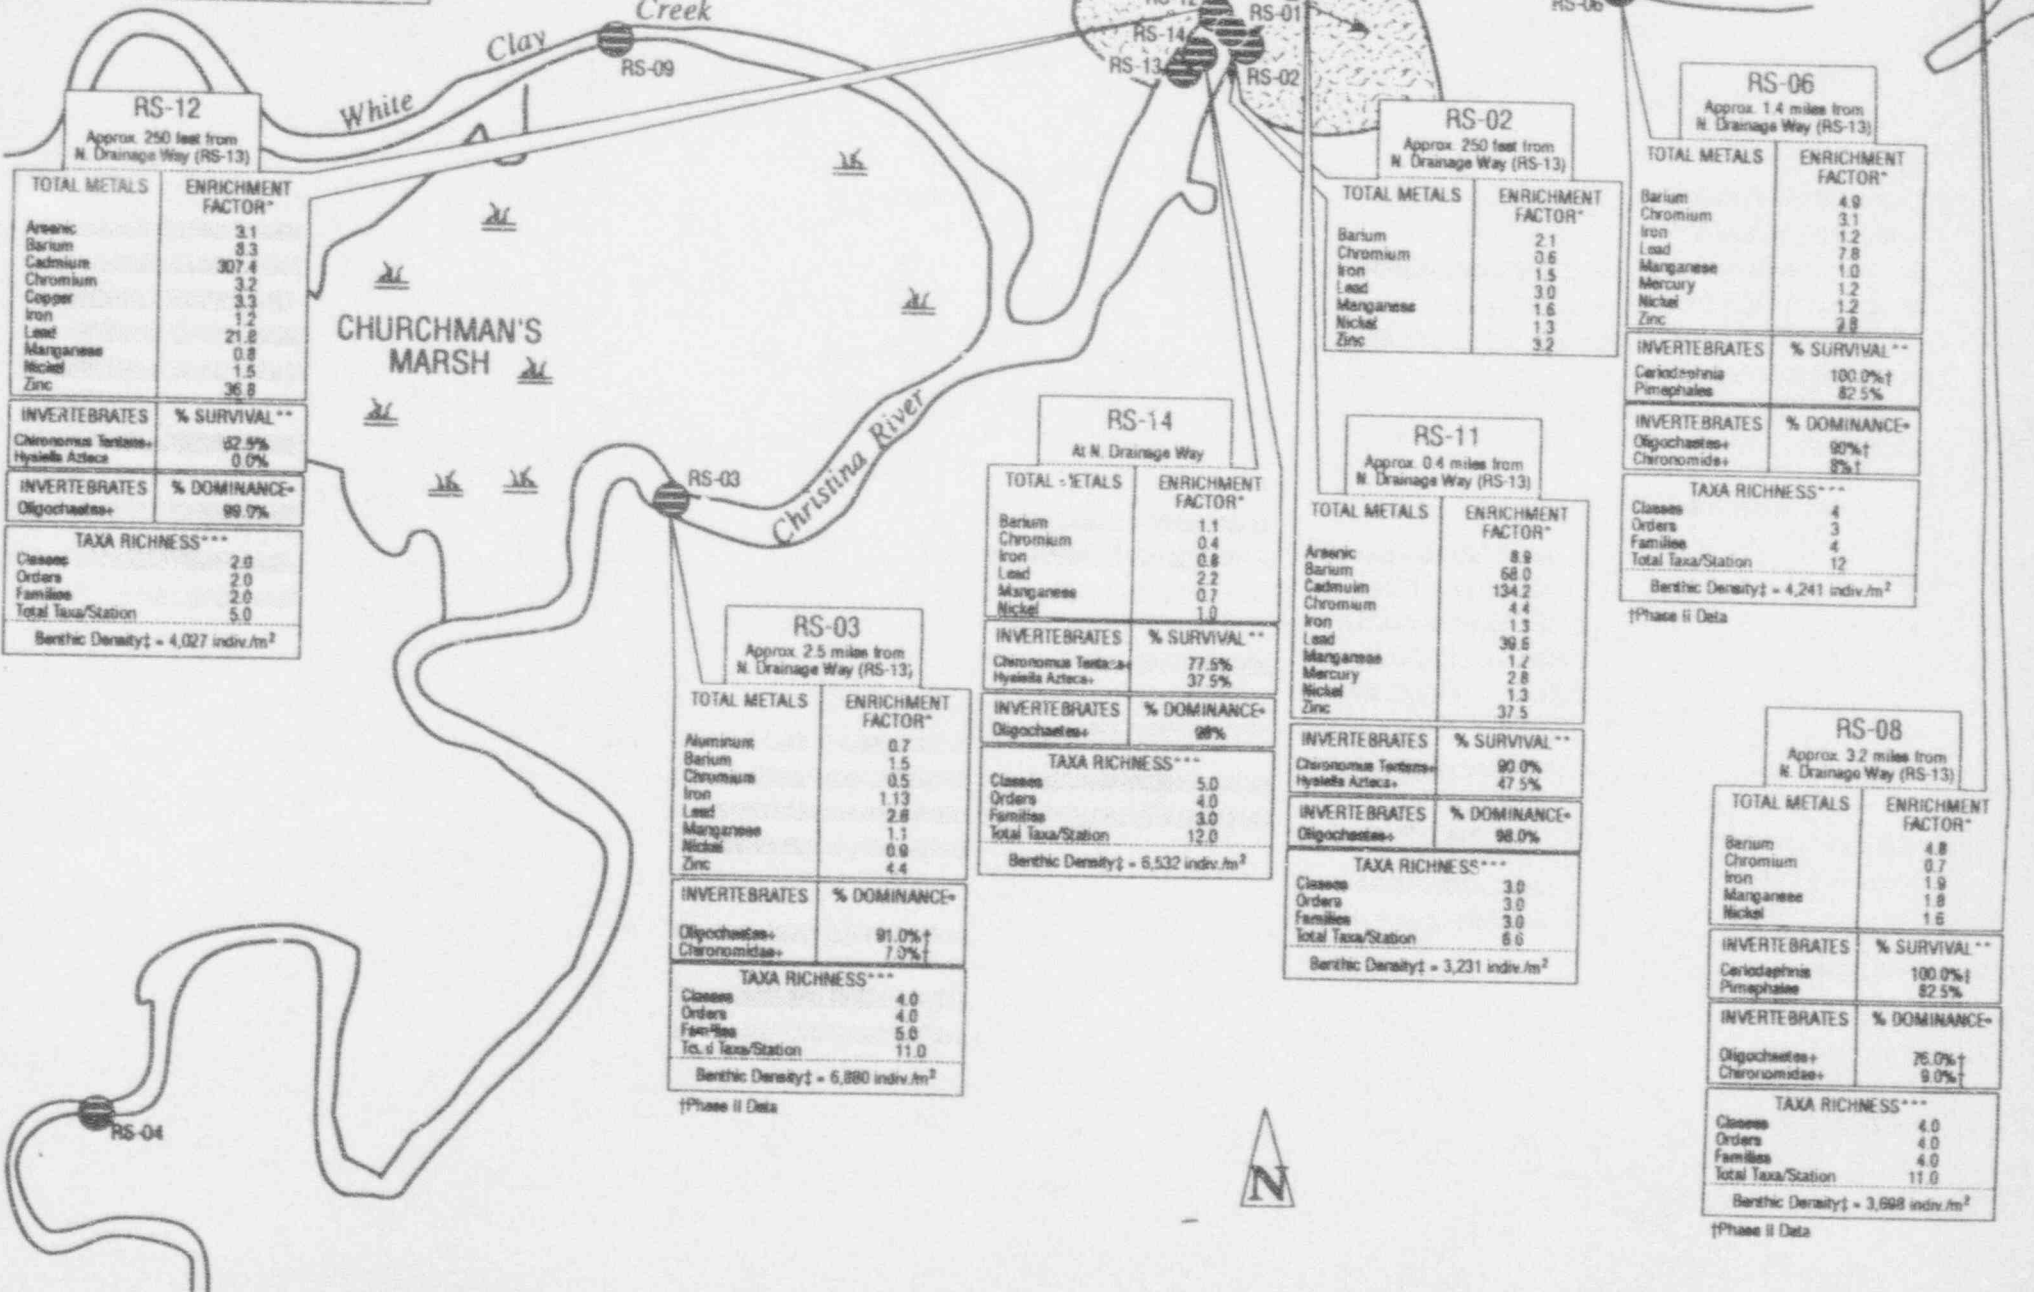 Creek
Clay
White
RS-09
RS-12
RS-01
RS-14
RS-13
RS-02
RS-06
CHURCHMAN'S
MARSH
Christina River
RS-03
RS-04
N
RS-12
Approx. 250 feet from
N. Drainage Way (RS-13)
TOTAL METALS ENRICHMENT
FACTOR*
Arsenic 3.1
Barium 8.3
Cadmium 307.4
Chromium 3.2
Copper 3.3
Iron 1.2
Lead
Manganese 0.8
Nickel 1.5
Zinc 36.8
INVERTEBRATES % SURVIVAL**
Chironomus Tentans+
Hyalella Azteca 0.0%
INVERTEBRATES % DOMINANCE+
Oligochaetes+ 99.0%
TAXA RICHNESS***
Classes 2.0
Orders 2.0
Families 2.0
Total Taxa/Station 5.0
Benthic Density‡ = 4,027 indiv./m²
RS-03
Approx. 2.5 miles from
N. Drainage Way (RS-13)
TOTAL METALS ENRICHMENT
FACTOR*
Aluminum 0.7
Barium 1.5
Chromium 0.5
Iron 1.13
Lead
Manganese 1.1
Nickel
Zinc 4.4
INVERTEBRATES % DOMINANCE+
Oligochaetes+ 91.0%†
Chironomidae+ 7.0%†
TAXA RICHNESS***
Classes 4.0
Orders 4.0
Families
Taxa/Station 11.0
Benthic Density‡ = 6,880 indiv./m²
†Phase II Data
RS-14
At N. Drainage Way
TOTAL ENRICHMENT
FACTOR*
Barium 1.1
Chromium 0.4
Iron 0.8
Lead 2.2
Manganese 0.7
Nickel 1.0
INVERTEBRATES % SURVIVAL**
Chironomus Tentans+ 77.5%
Hyalella Azteca+ 37.5%
INVERTEBRATES % DOMINANCE+
Oligochaetes+
TAXA RICHNESS***
Classes 5.0
Orders 4.0
Families 3.0
Total Taxa/Station 12.0
Benthic Density‡ = 6,532 indiv./m²
RS-02
Approx. 250 feet from
N. Drainage Way (RS-13)
TOTAL METALS ENRICHMENT
FACTOR*
Barium 2.1
Chromium 0.6
Iron 1.5
Lead 3.0
Manganese 1.6
Nickel 1.3
Zinc 3.2
RS-11
Approx. 0.4 miles from
N. Drainage Way (RS-13)
TOTAL METALS ENRICHMENT
FACTOR*
Arsenic 8.9
Barium 68.0
Cadmuim 134.2
Chromium 4.4
Iron 1.3
Lead 39.6
Manganese
Mercury 2.8
Nickel 1.3
Zinc 37.5
INVERTEBRATES % SURVIVAL**
Chironomus Tentans+ 90.0%
Hyalella Azteca+ 47.5%
INVERTEBRATES % DOMINANCE+
Oligochaetes+ 98.0%
TAXA RICHNESS***
Classes 3.0
Orders 3.0
Families 3.0
Total Taxa/Station
Benthic Density‡ = 3,231 indiv./m²
RS-06
Approx. 1.4 miles from
N. Drainage Way (RS-13)
TOTAL METALS ENRICHMENT
FACTOR*
Barium 4.9
Chromium 3.1
Iron 1.2
Lead 7.8
Manganese 1.0
Mercury 1.2
Nickel 1.2
Zinc
INVERTEBRATES % SURVIVAL**
Ceriodaphnia 100.0%†
Pimephales 82.5%
INVERTEBRATES % DOMINANCE+
Oligochaetes+ 90%†
Chironomids+ 8%†
TAXA RICHNESS***
Classes 4
Orders 3
Families 4
Total Taxa/Station 12
Benthic Density‡ = 4,241 indiv./m²
†Phase II Data
RS-08
Approx. 3.2 miles from
N. Drainage Way (RS-13)
TOTAL METALS ENRICHMENT
FACTOR*
Barium 4.8
Chromium 0.7
Iron 1.9
Manganese 1.8
Nickel 1.6
INVERTEBRATES % SURVIVAL**
Ceriodaphnia 100.0%†
Pimephales 82.5%
INVERTEBRATES % DOMINANCE+
Oligochaetes+ 76.0%†
Chironomidae+ 9.0%†
TAXA RICHNESS***
Classes 4.0
Orders 4.0
Families 4.0
Total Taxa/Station 11.0
Benthic Density‡ = 3,698 indiv./m²
†Phase II Data